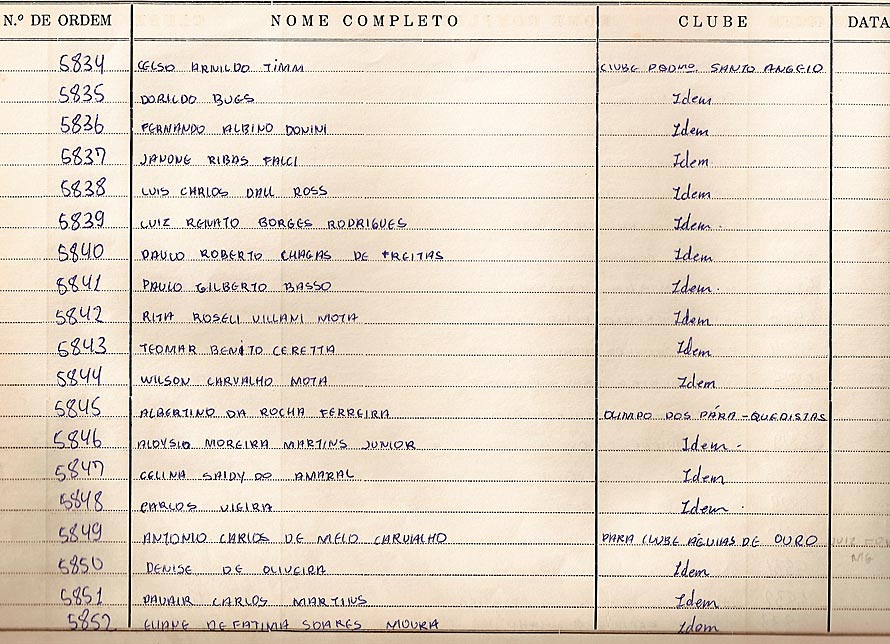 N.º DE ORDEM NOME COMPLETO CLUBE DATA
5834 CELSO ARNILDO TIMM CLUBE PQDmo. SANTO ANGELO
5835 DORILDO BUGS Idem
5836 FERNANDO ALBINO DONINI Idem
5837 JANONE RIBAS FALCI Idem
5838 LUIS CARLOS DALL ROSS Idem
5839 LUIZ RENATO BORGES RODRIGUES Idem.
5840 PAULO ROBERTO CHAGAS DE FREITAS Idem
5841 PAULO GILBERTO BASSO Idem.
5842 RITA ROSELI VILLANI MOTA Idem
5843 TEOMAR BENITO CERETTA Idem
5844 WILSON CARVALHO MOTA Idem
5845 ALBERTINO DA ROCHA FERREIRA OLIMPO DOS PÁRA-QUEDISTAS
5846 ALOYSIO MOREIRA MARTINS JUNIOR Idem -
5847 CELINA SAIDY DO AMARAL Idem
5848 CARLOS VIEIRA Idem.
5849 ANTONIO CARLOS DE MELO CARVALHO PARA CLUBE ÁGUIAS DE OURO
5850 DENISE DE OLIVEIRA Idem
5851 CARLOS MARTINS Idem
5852 ELIANE DE FATIMA SOARES MOURA Idem